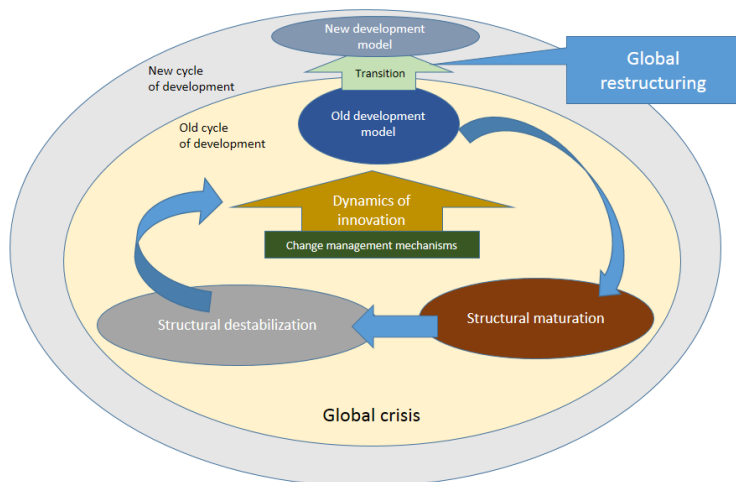 New development
model
Global
restructuring
Transition
New cycle
of development
Old cycle
of development
Old development
model
Dynamics of
innovation
Change management mechanisms
Structural destabilization
Structural maturation
Global crisis